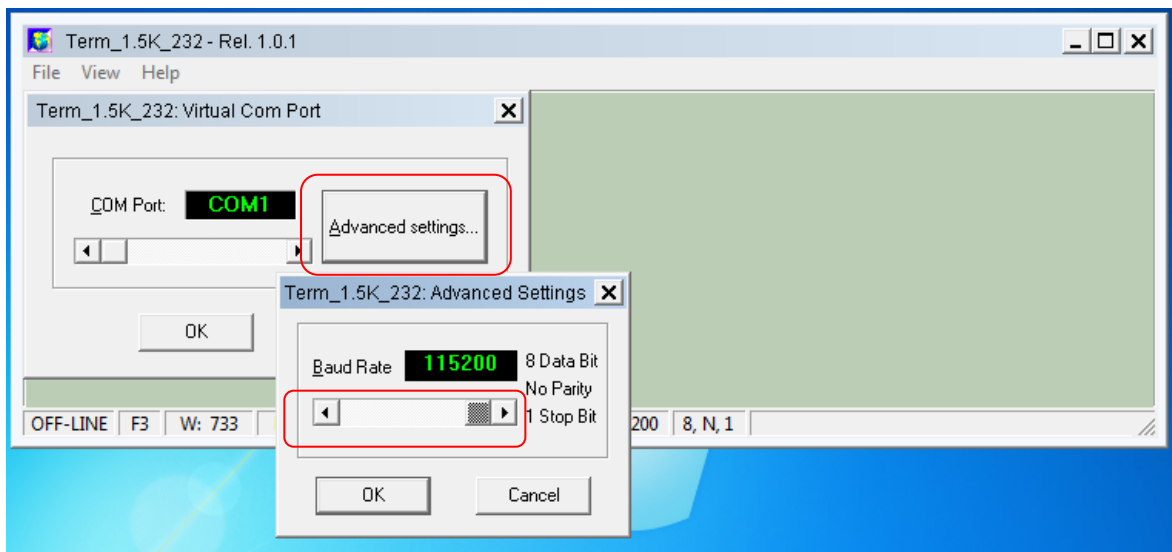 Term_1.5K_232 - Rel. 1.0.1
File View Help
Term_1.5K_232: Virtual Com Port
COM Port: COM1
Advanced settings...
OK
Term_1.5K_232: Advanced Settings
Baud Rate 115200
8 Data Bit
No Parity
1 Stop Bit
OK Cancel
OFF-LINE F3 W: 733 200 8, N, 1